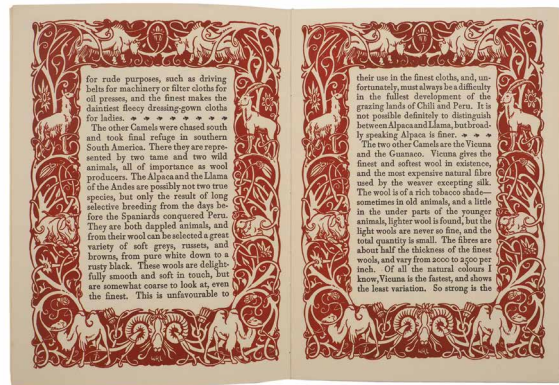 for rude purposes, such as driving
belts for machinery or filter cloths for
oil presses, and the finest makes the
daintiest fleecy dressing-gown cloths
for ladies.
The other Camels were chased south
and took final refuge in southern
South America. There they are repre-
sented by two tame and two wild
animals, all of importance as wool
producers. The Alpaca and the Llama
of the Andes are possibly not two true
species, but only the result of long
selective breeding from the days be-
fore the Spaniards conquered Peru.
They are both dappled animals, and
from their wool can be selected a great
variety of soft greys, russets, and
browns, from pure white down to a
rusty black. These wools are delight-
fully smooth and soft in touch, but
are somewhat coarse to look at, even
the finest. This is unfavourable to
their use in the finest cloths, and, un-
fortunately, must always be a difficulty
in the fullest development of the
grazing lands of Chili and Peru. It is
not possible definitely to distinguish
between Alpaca and Llama, but broad-
ly speaking Alpaca is finer.
The two other Camels are the Vicuna
and the Guanaco. Vicuna gives the
finest and softest wool in existence,
and the most expensive natural fibre
used by the weaver excepting silk.
The wool is of a rich tobacco shade—
sometimes in old animals, and a little
in the under parts of the younger
animals, lighter wool is found, but the
light wools are never so fine, and the
total quantity is small. The fibres are
about half the thickness of the finest
wools, and vary from 2000 to 2500 per
inch. Of all the natural colours I
know, Vicuna is the fastest, and shows
the least variation. So strong is the